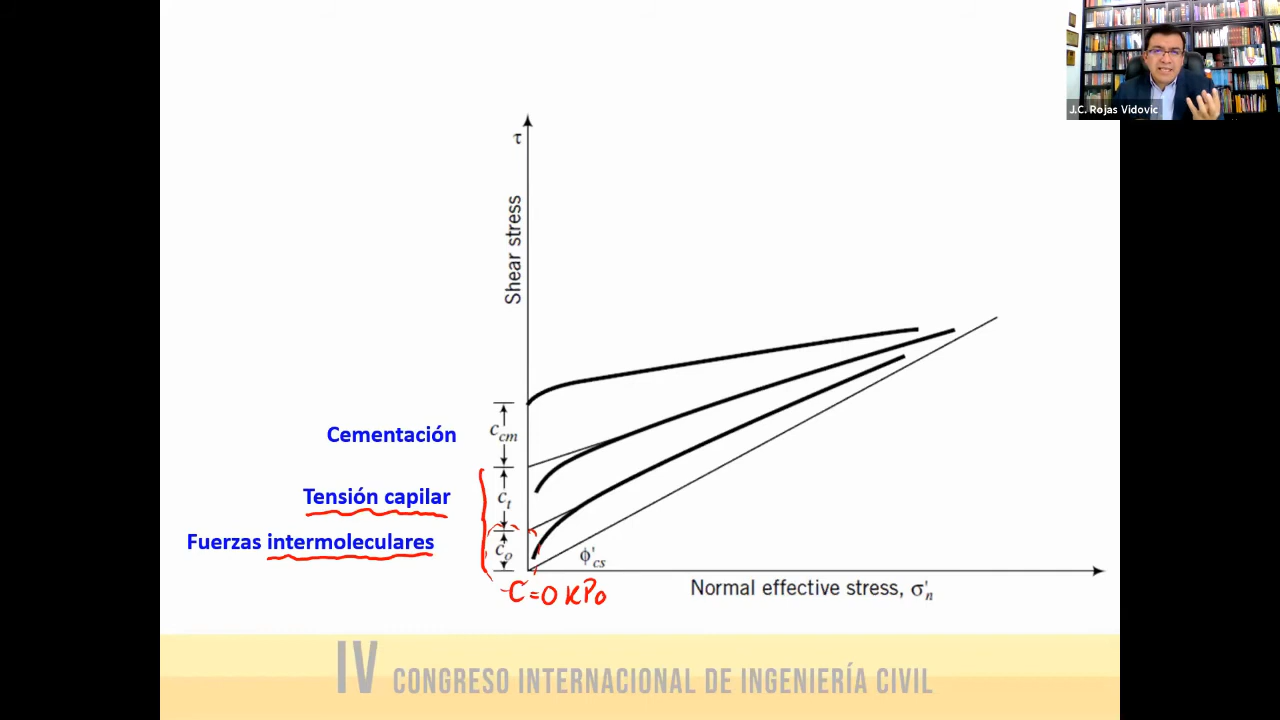 J.C. Rojas Vidovic
τ
Shear stress
Cementación
c_cm
Tensión capilar
c_t
Fuerzas intermoleculares
c_o
ϕ'_cs
Normal effective stress, σ'_n
C=0 KPa
IV CONGRESO INTERNACIONAL DE INGENIERÍA CIVIL